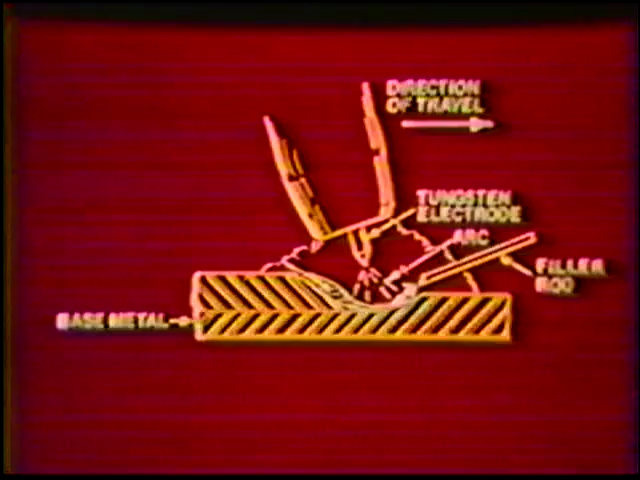 DIRECTION
OF TRAVEL
TUNGSTEN
ELECTRODE
ARC
FILLER
ROD
BASE METAL